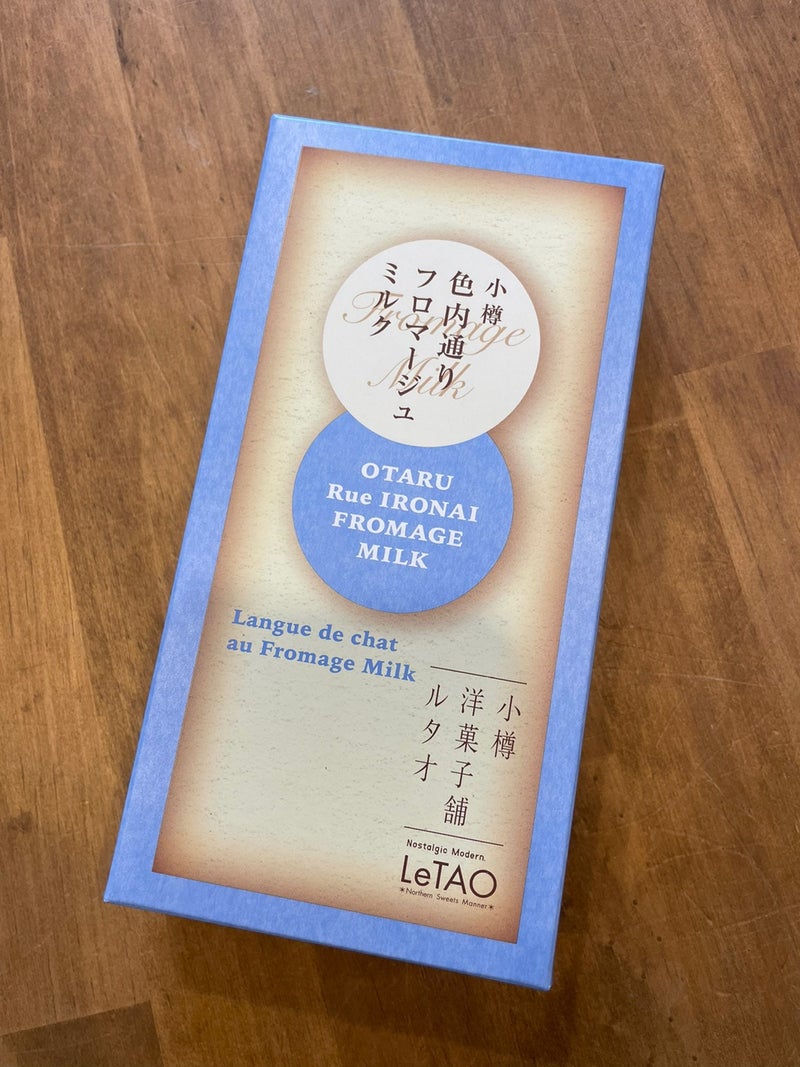 小樽
色内通り
フロマージュ
ミルク
Fromage
Milk
OTARU
Rue IRONAI
FROMAGE
MILK
Langue de chat
au Fromage Milk
小樽
洋菓子舗
ルタオ
Nostalgic Modern.
LeTAO
*Northern Sweets Manner*